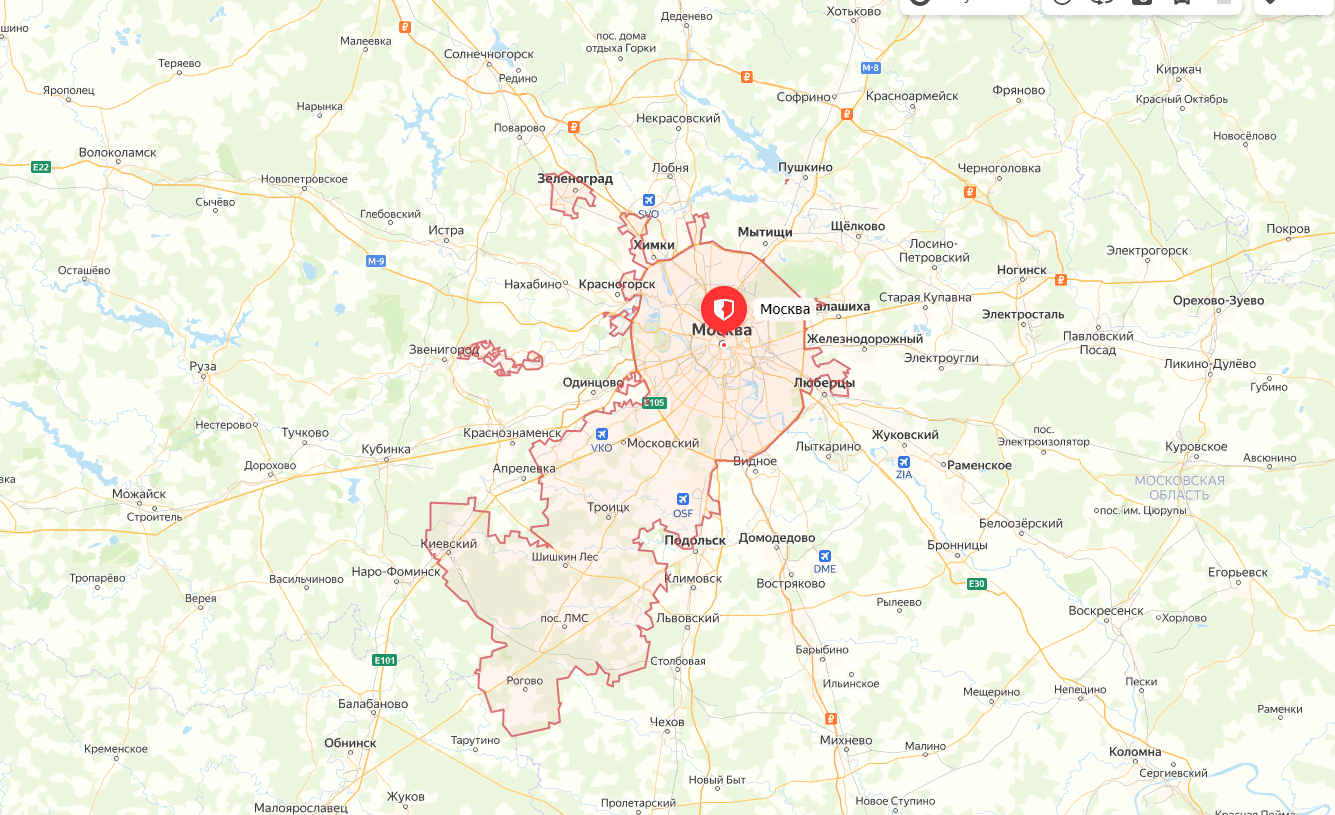 Деденево
Хотьково
шино
Малеевка
пос. дома
отдыха Горки
Солнечногорск
Теряево
Редино
М-8
Киржач
Ярополец
Нарынка
Софрино
Красноармейск
Фряново
Красный Октябрь
Некрасовский
Поварово
Новосёлово
Волоколамск
E22
Лобня
Пушкино
Черноголовка
Новопетровское
Зеленоград
Сычёво
SVO
Глебовский
Истра
Химки
Мытищи
Щёлково
Покров
Лосино-
Петровский
Электрогорск
М-9
Осташёво
Нахабино
Красногорск
Ногинск
Старая Купавна
Орехово-Зуево
Москва
алашиха
Электросталь
Москва
Железнодорожный
Павловский
Посад
Звенигород
Электроугли
Руза
Ликино-Дулёво
Одинцово
Люберцы
Губино
E105
Нестерово
Тучково
Краснознаменск
VKO
Московский
Лыткарино
Жуковский
пос.
Электроизолятор
Куровское
Кубинка
Дорохово
Апрелевка
Видное
ZIA
Раменское
Авсюнино
вка
МОСКОВСКАЯ
ОБЛАСТЬ
Можайск
Строитель
Троицк
OSF
пос. им. Цюрупы
Белоозёрский
Киевский
Подольск
Домодедово
Бронницы
Шишкин Лес
DME
Тропарёво
Васильчиново
Наро-Фоминск
Климовск
Востряково
E30
Егорьевск
Верея
Рылеево
Воскресенск
Хорлово
пос. ЛМС
Львовский
Барыбино
E101
Столбовая
Рогово
Ильинское
Мещерино
Непецино
Пески
Балабаново
Раменки
Чехов
Обнинск
Тарутино
Михнево
Малино
Кременское
Коломна
Сергиевский
Новый Быт
Жуков
Малоярославец
Пролетарский
Новое Ступино
Красная Пойма